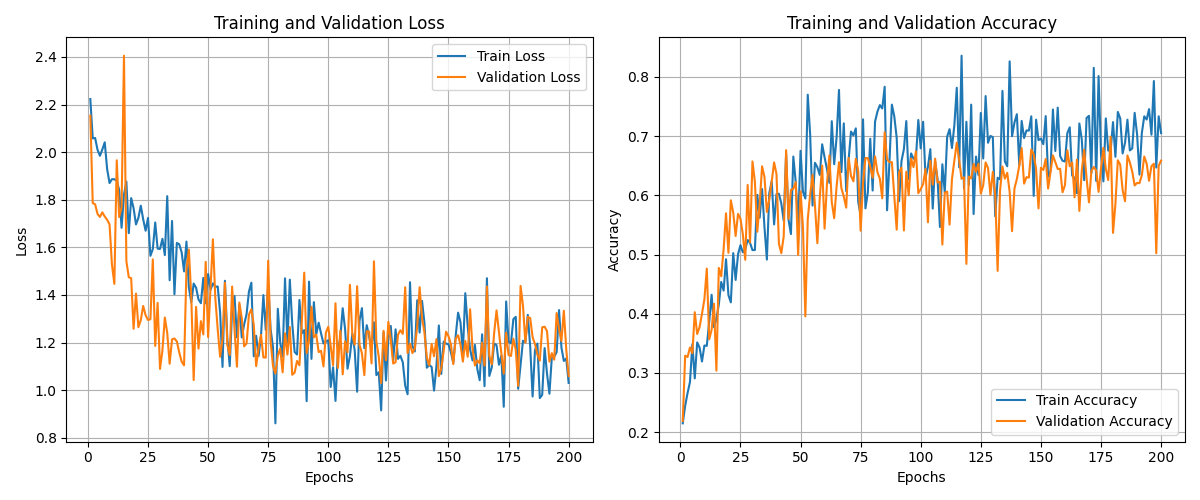 Training and Validation Loss
Train Loss
Validation Loss
Loss
2.4
2.2
2.0
1.8
1.6
1.4
1.2
1.0
0.8
0 25 50 75 100 125 150 175 200
Epochs
Training and Validation Accuracy
Accuracy
0.8
0.7
0.6
0.5
0.4
0.3
0.2
Train Accuracy
Validation Accuracy
0 25 50 75 100 125 150 175 200
Epochs